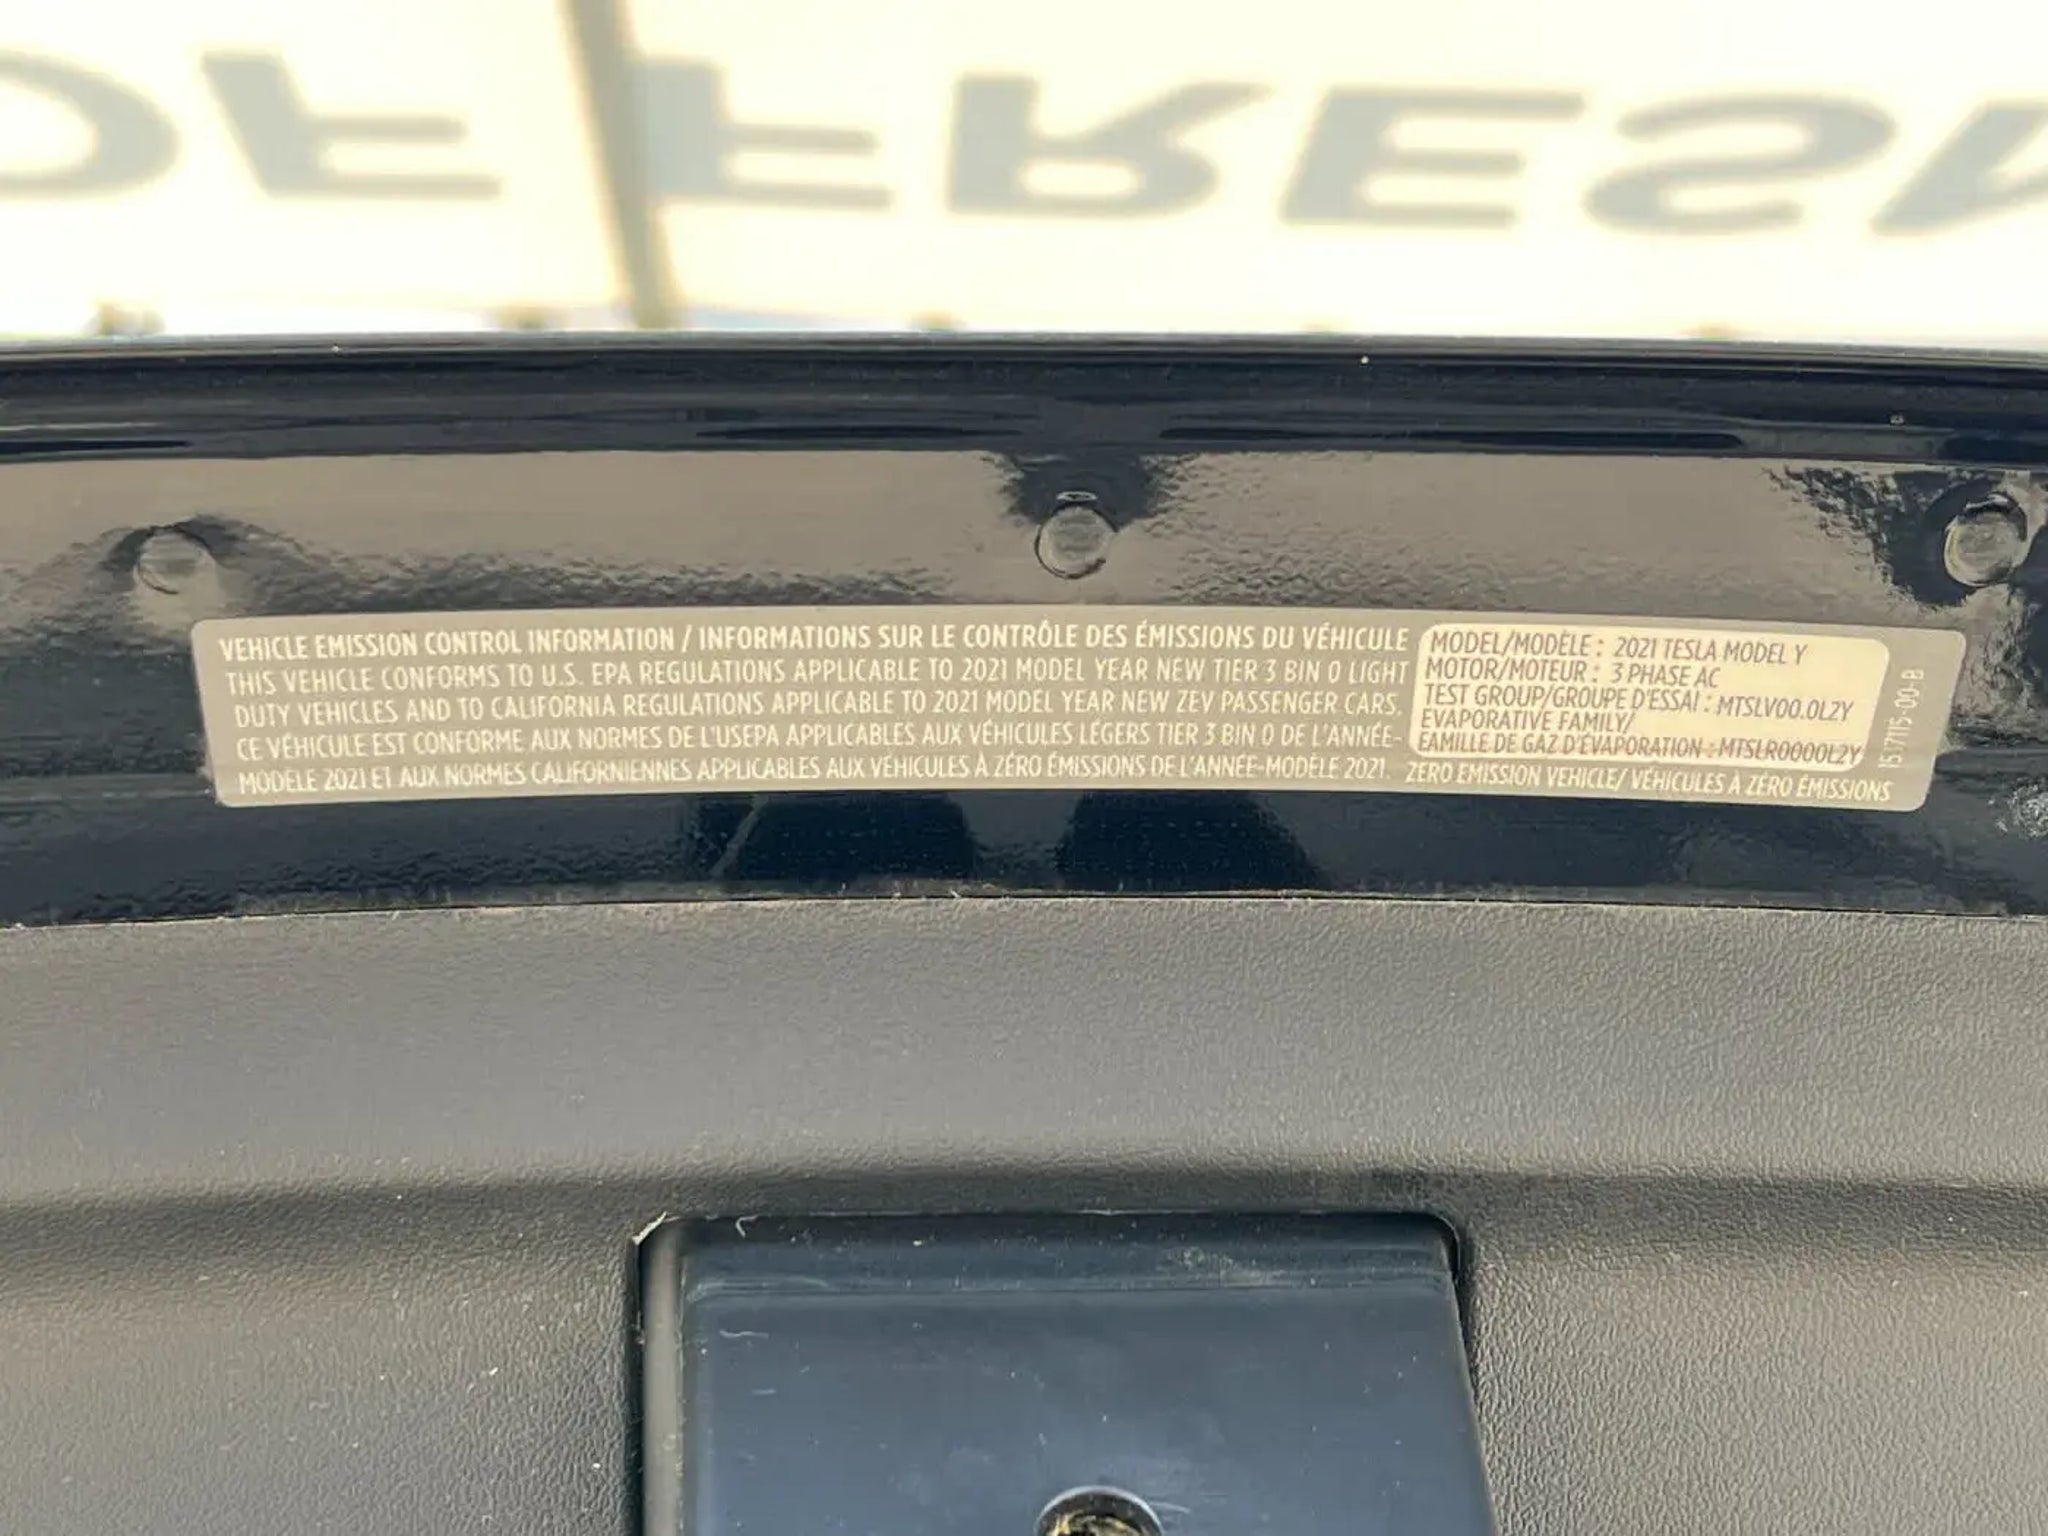 OF FRESN
VEHICLE EMISSION CONTROL INFORMATION / INFORMATIONS SUR LE CONTRÔLE DES ÉMISSIONS DU VÉHICULE
THIS VEHICLE CONFORMS TO U.S. EPA REGULATIONS APPLICABLE TO 2021 MODEL YEAR NEW TIER 3 BIN 0 LIGHT
DUTY VEHICLES AND TO CALIFORNIA REGULATIONS APPLICABLE TO 2021 MODEL YEAR NEW ZEV PASSENGER CARS.
CE VÉHICULE EST CONFORME AUX NORMES DE L'USEPA APPLICABLES AUX VÉHICULES LÉGERS TIER 3 BIN 0 DE L'ANNÉE-
MODÈLE 2021 ET AUX NORMES CALIFORNIENNES APPLICABLES AUX VÉHICULES À ZÉRO ÉMISSIONS DE L'ANNÉE-MODÈLE 2021.
MODEL/MODÈLE : 2021 TESLA MODEL Y
MOTOR/MOTEUR : 3 PHASE AC
TEST GROUP/GROUPE D'ESSAI : MTSLV00.0L2Y
EVAPORATIVE FAMILY/
FAMILLE DE GAZ D'ÉVAPORATION : MTSLR0000L2Y
ZERO EMISSION VEHICLE/ VÉHICULES À ZÉRO ÉMISSIONS
1577115-00-B